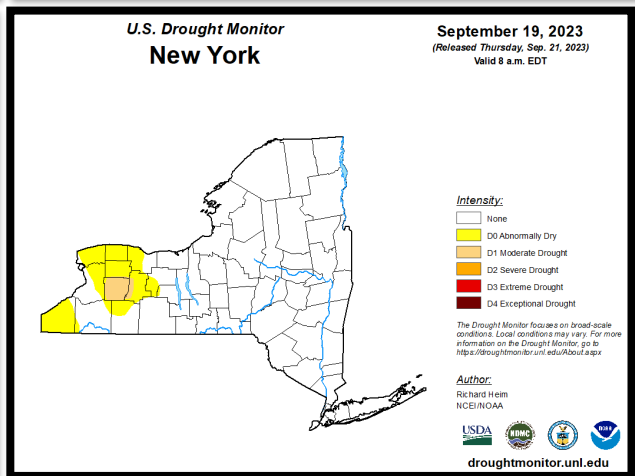 U.S. Drought Monitor
New York
September 19, 2023
(Released Thursday, Sep. 21, 2023)
Valid 8 a.m. EDT
Intensity:
None
D0 Abnormally Dry
D1 Moderate Drought
D2 Severe Drought
D3 Extreme Drought
D4 Exceptional Drought
The Drought Monitor focuses on broad-scale
conditions. Local conditions may vary. For more
information on the Drought Monitor, go to
https://droughtmonitor.unl.edu/About.aspx
Author:
Richard Heim
NCEI/NOAA
USDA
NDMC
droughtmonitor.unl.edu